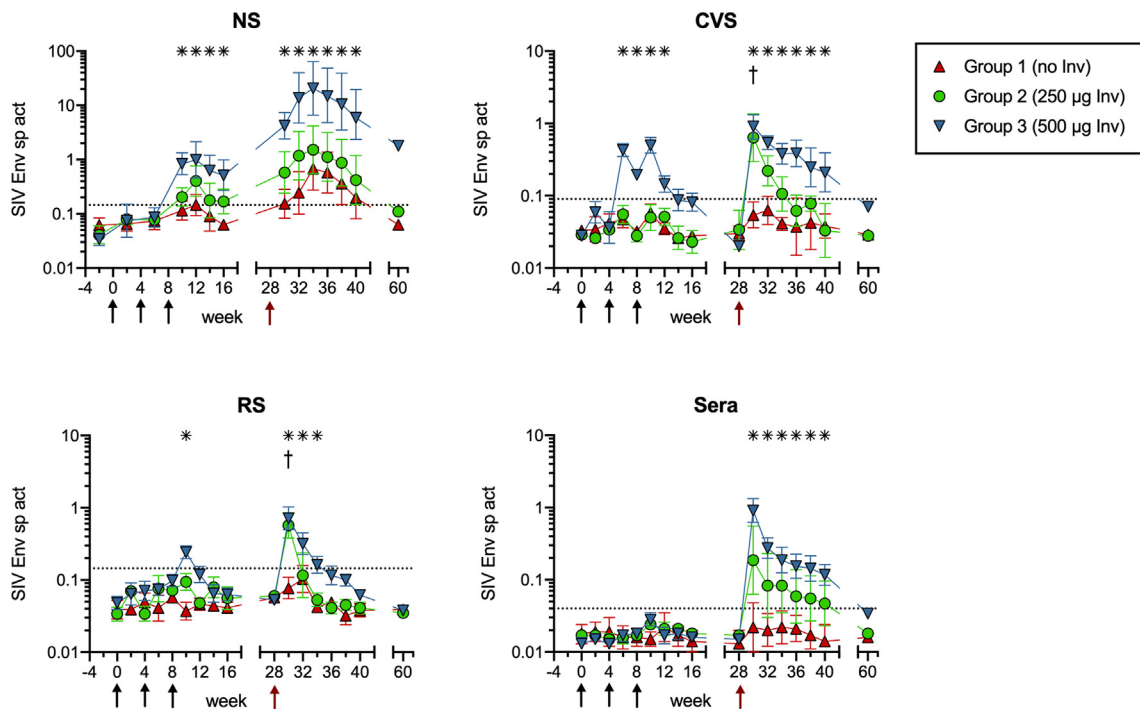 NS
CVS
Group 1 (no Inv)
Group 2 (250 µg Inv)
Group 3 (500 µg Inv)
SIV Env sp act
100
10
1
0.1
0.01
**** ******
-4 0 4 8 12 16 28 32 36 40 60
week
SIV Env sp act
10
1
0.1
0.01
**** ******
†
-4 0 4 8 12 16 28 32 36 40 60
week
RS
Sera
SIV Env sp act
10
1
0.1
0.01
* ***
†
-4 0 4 8 12 16 28 32 36 40 60
week
SIV Env sp act
10
1
0.1
0.01
******
-4 0 4 8 12 16 28 32 36 40 60
week